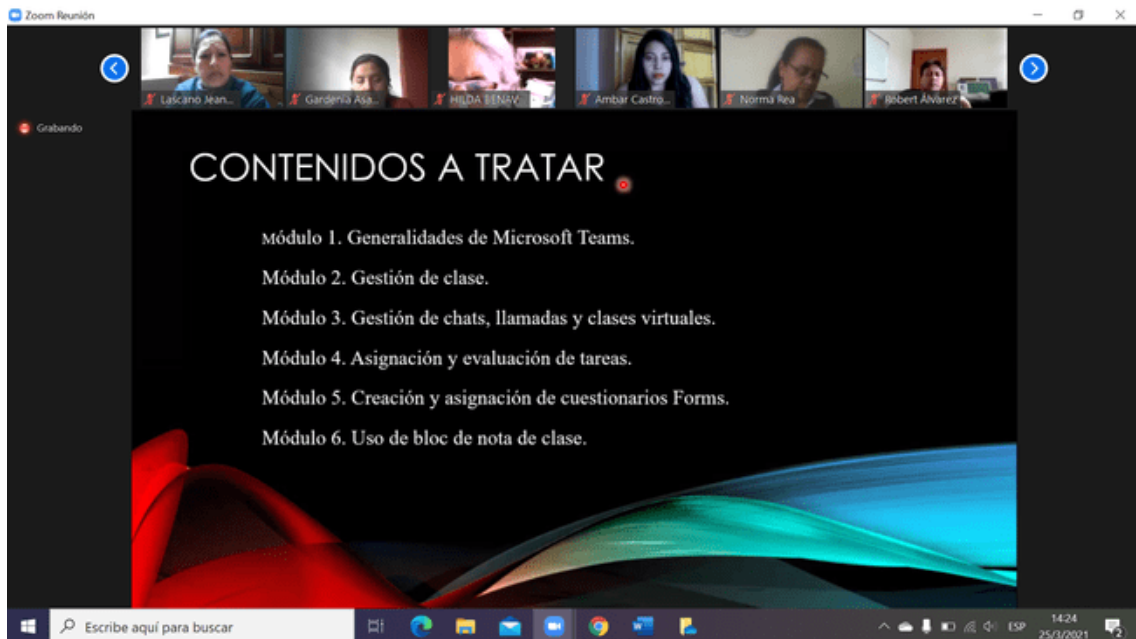 Zoom Reunión
Lascano Jean...
Gardenia Asa...
HILDA BENAV...
Ambar Castro...
Norma Rea
Robert Álvarez
Grabando
CONTENIDOS A TRATAR
Módulo 1. Generalidades de Microsoft Teams.
Módulo 2. Gestión de clase.
Módulo 3. Gestión de chats, llamadas y clases virtuales.
Módulo 4. Asignación y evaluación de tareas.
Módulo 5. Creación y asignación de cuestionarios Forms.
Módulo 6. Uso de bloc de nota de clase.
Escribe aquí para buscar
ESP
14:24
25/3/2021
2